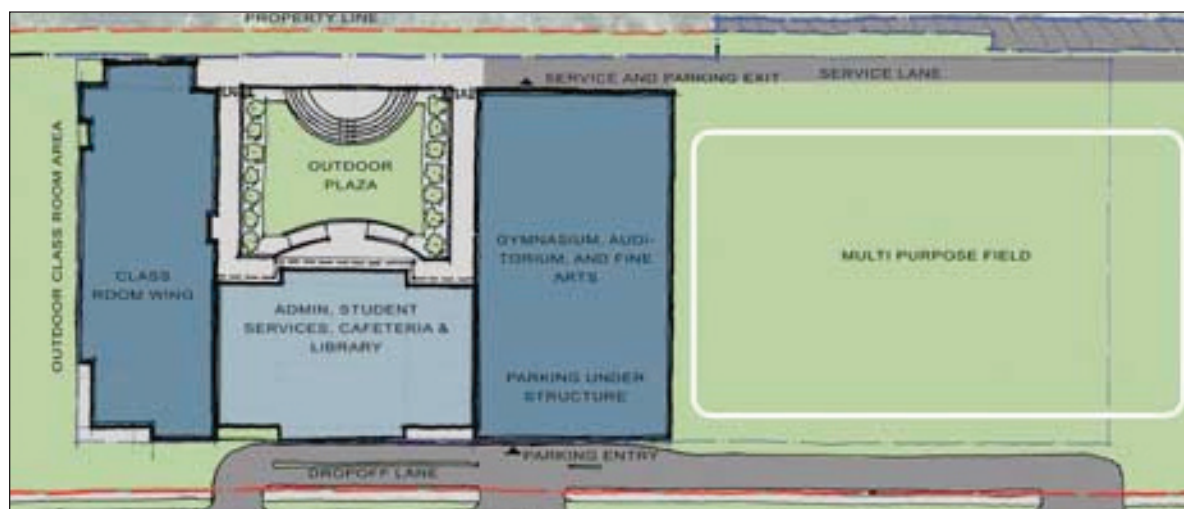 PROPERTY LINE
SERVICE AND PARKING EXIT
SERVICE LANE
OUTDOOR CLASS ROOM AREA
OUTDOOR
PLAZA
CLASS
ROOM WING
ADMIN, STUDENT
SERVICES, CAFETERIA &
LIBRARY
GYMNASIUM, AUDI-
TORIUM, AND FINE
ARTS
PARKING UNDER
STRUCTURE
MULTI PURPOSE FIELD
PARKING ENTRY
DROPOFF LANE